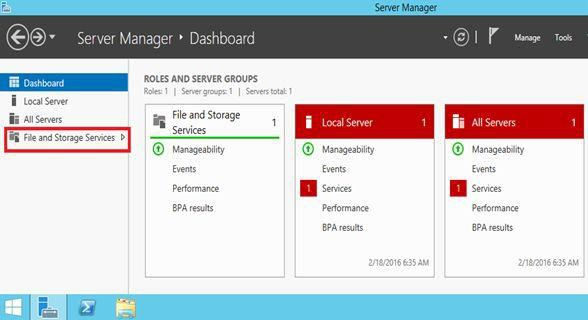 Server Manager
Server Manager ‣ Dashboard
Manage
Tools
Dashboard
Local Server
All Servers
File and Storage Services
ROLES AND SERVER GROUPS
Roles: 1 | Server groups: 1 | Servers total: 1
File and Storage 1
Services
Manageability
Events
Performance
BPA results
Local Server 1
Manageability
Events
1 Services
Performance
BPA results
2/18/2016 6:35 AM
All Servers 1
Manageability
Events
1 Services
Performance
BPA results
2/18/2016 6:35 AM